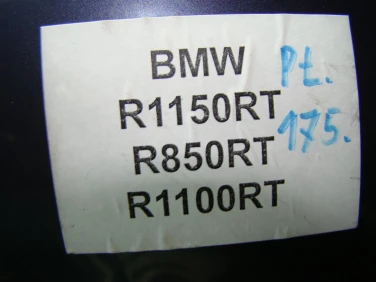 BMW
R1150RT
R850RT
R1100RT
Pt.
175.